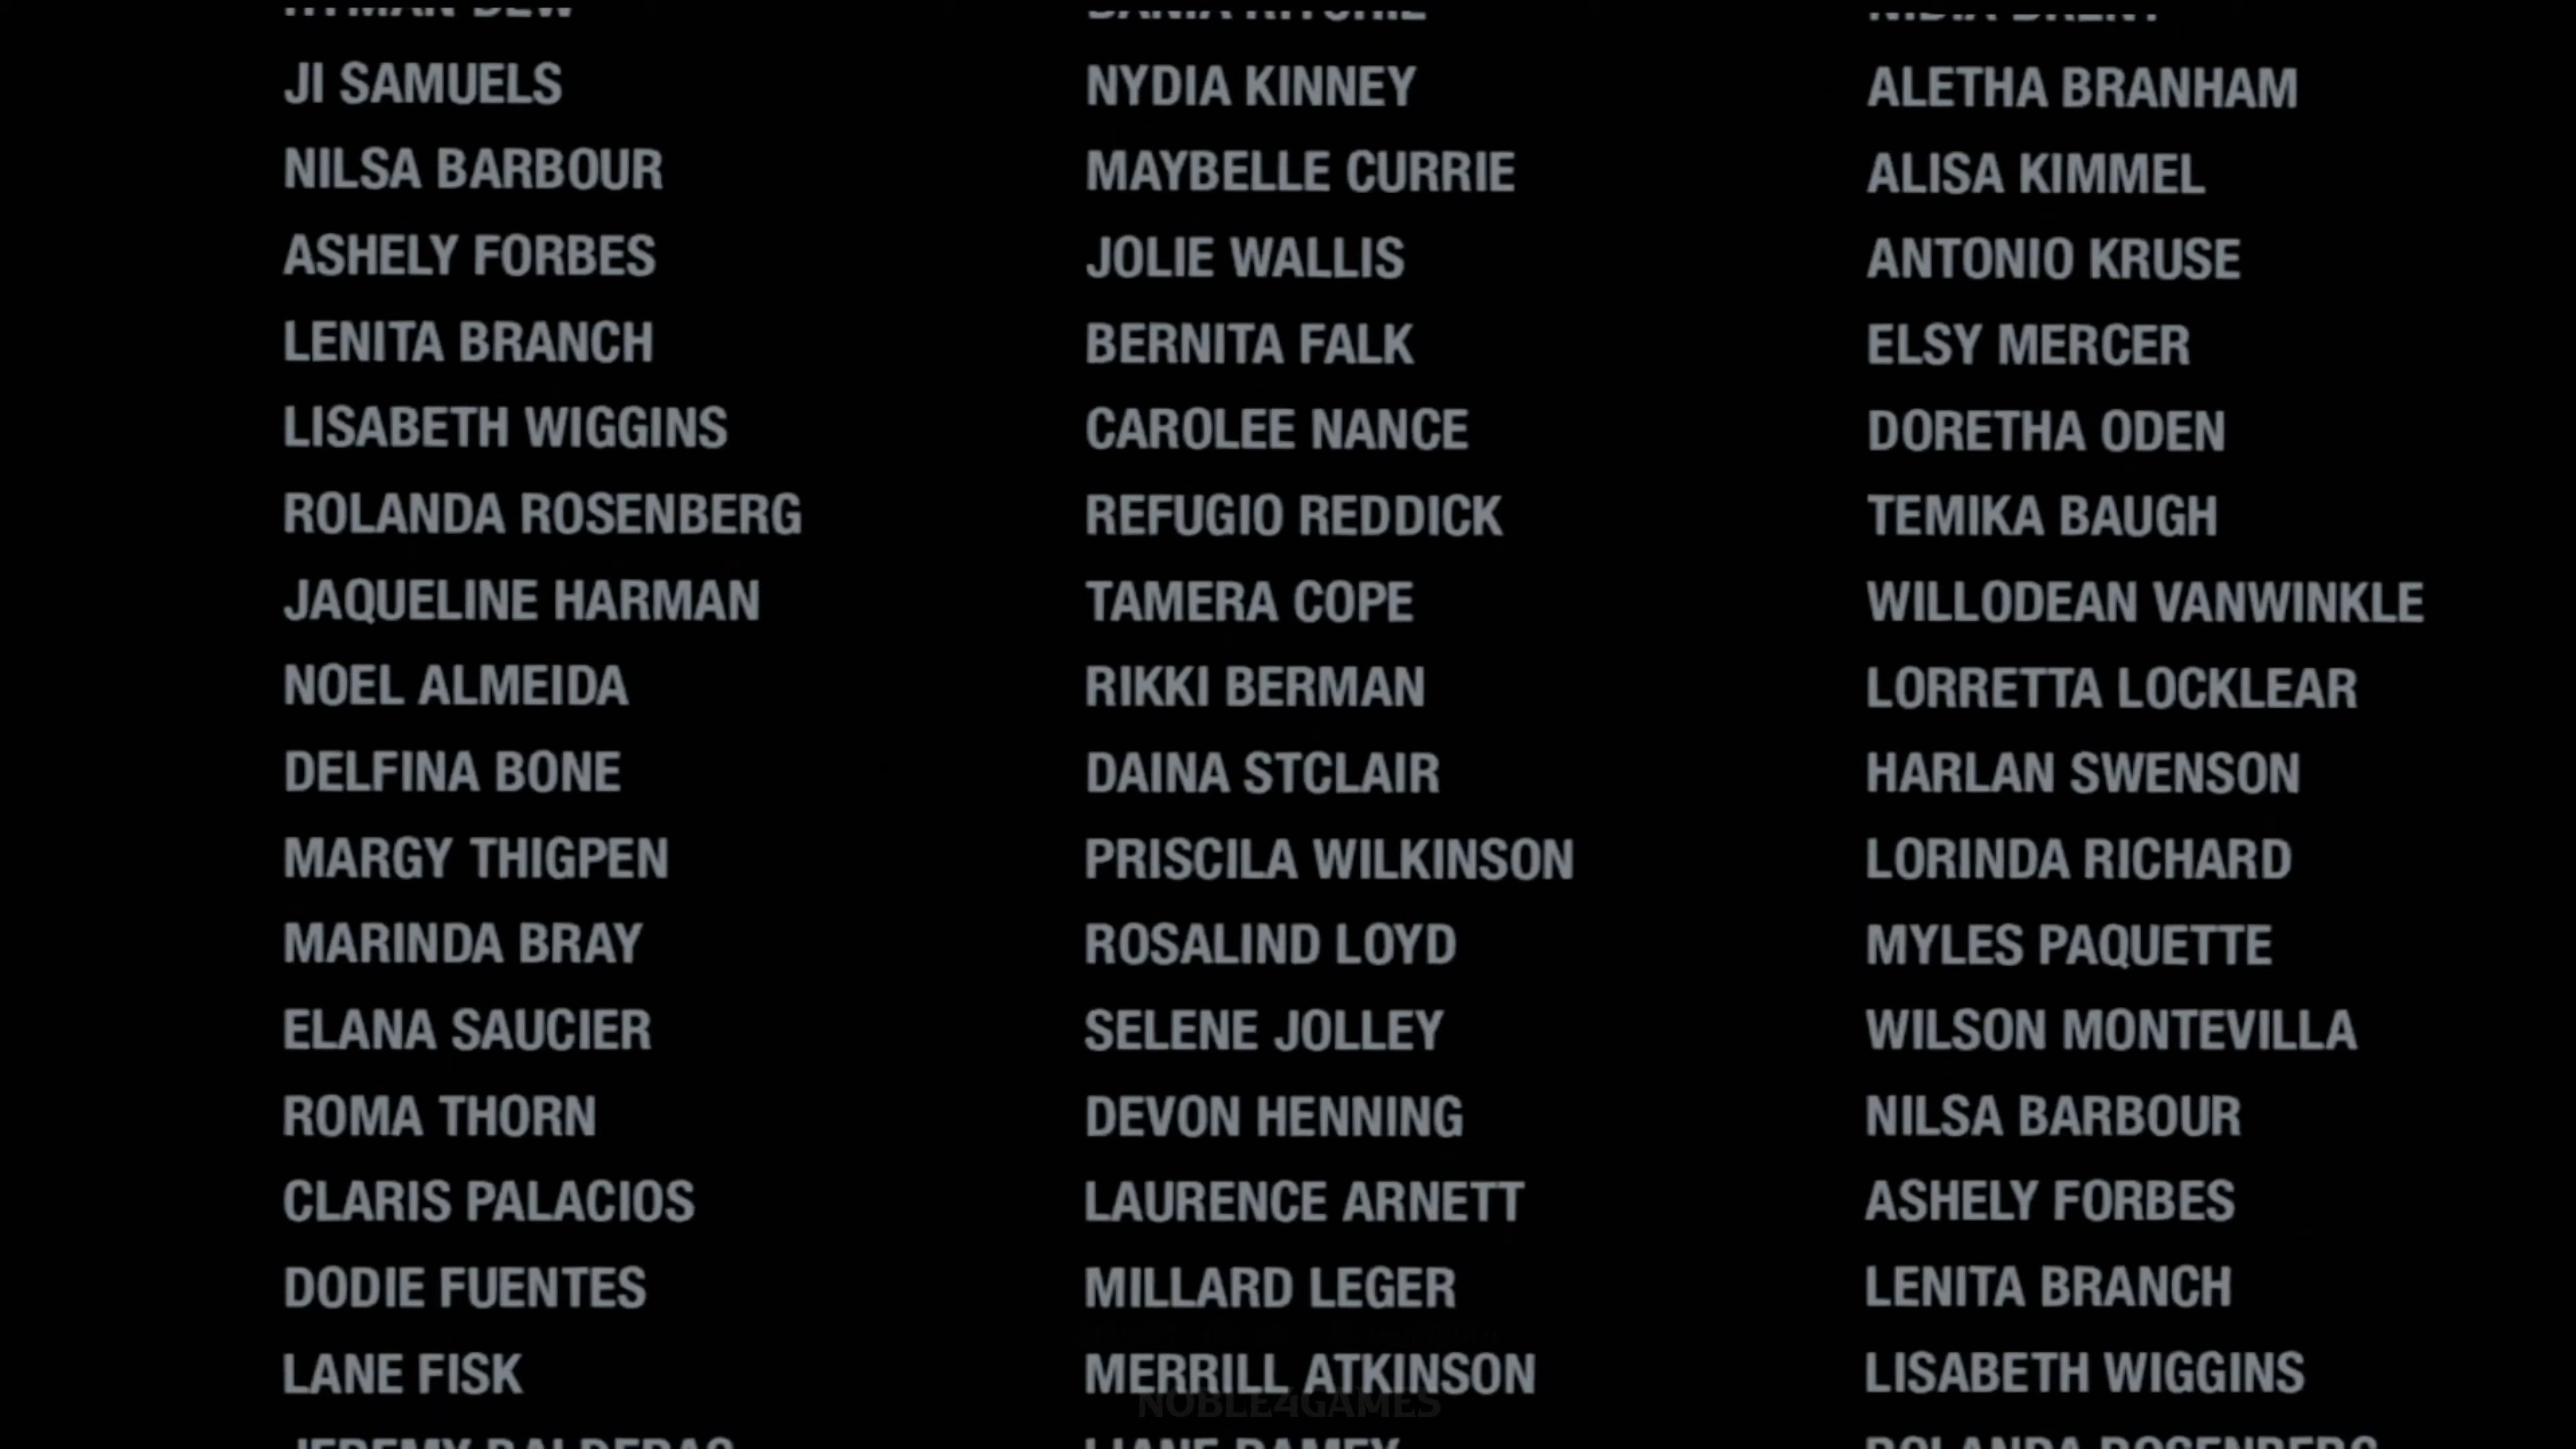 JI SAMUELS
NILSA BARBOUR
ASHELY FORBES
LENITA BRANCH
LISABETH WIGGINS
ROLANDA ROSENBERG
JAQUELINE HARMAN
NOEL ALMEIDA
DELFINA BONE
MARGY THIGPEN
MARINDA BRAY
ELANA SAUCIER
ROMA THORN
CLARIS PALACIOS
DODIE FUENTES
LANE FISK
NYDIA KINNEY
MAYBELLE CURRIE
JOLIE WALLIS
BERNITA FALK
CAROLEE NANCE
REFUGIO REDDICK
TAMERA COPE
RIKKI BERMAN
DAINA STCLAIR
PRISCILA WILKINSON
ROSALIND LOYD
SELENE JOLLEY
DEVON HENNING
LAURENCE ARNETT
MILLARD LEGER
MERRILL ATKINSON
NOBLE4GAMES
ALETHA BRANHAM
ALISA KIMMEL
ANTONIO KRUSE
ELSY MERCER
DORETHA ODEN
TEMIKA BAUGH
WILLODEAN VANWINKLE
LORRETTA LOCKLEAR
HARLAN SWENSON
LORINDA RICHARD
MYLES PAQUETTE
WILSON MONTEVILLA
NILSA BARBOUR
ASHELY FORBES
LENITA BRANCH
LISABETH WIGGINS